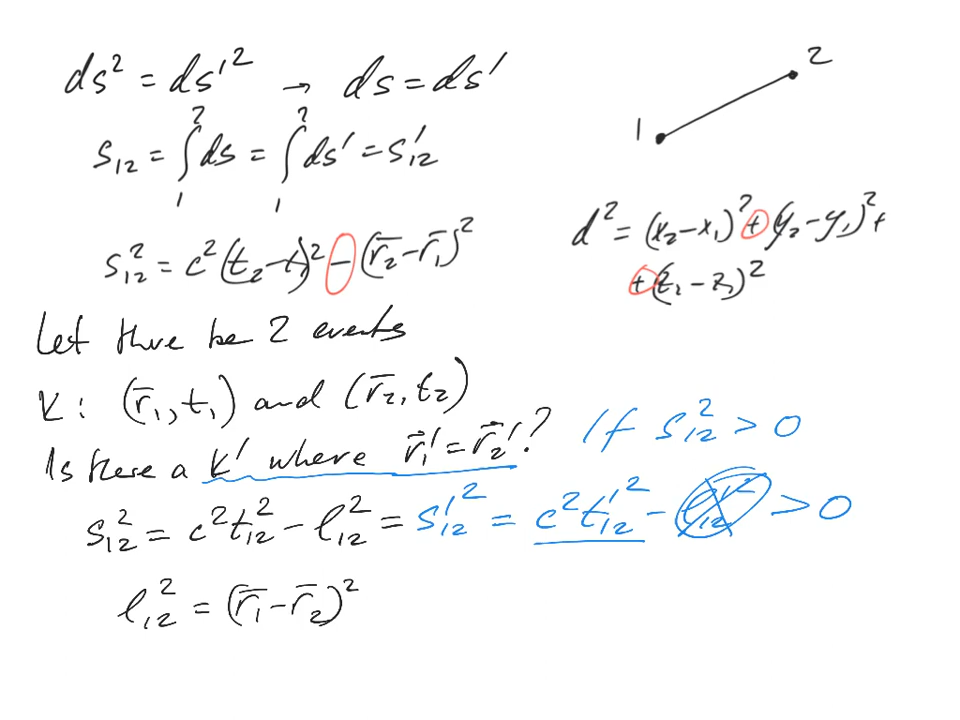 ds² = ds'² → ds = ds'
1 2
s₁₂ = ∫₁² ds = ∫₁² ds' = s'₁₂
s₁₂² = c²(t₂-t₁)² - (r̄₂-r̄₁)²
d² = (x₂-x₁)² + (y₂-y₁)² +
+ (z₂-z₁)²
Let there be 2 events
K: (r̄₁, t₁) and (r̄₂, t₂)
Is there a K' where r̄₁' = r̄₂'? If s₁₂² > 0
s₁₂² = c²t₁₂² - l₁₂² = s'₁₂² = c²t'₁₂² - l'₁₂² > 0
l₁₂² = (r̄₁-r̄₂)²